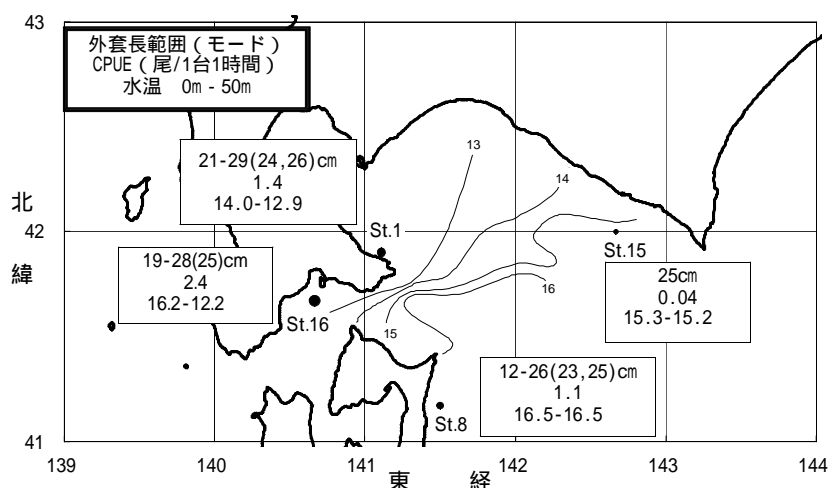 43
外套長範囲（モード）
CPUE（尾/1台1時間）
水温 0m - 50m
13
21-29(24,26)cm
1.4
14.0-12.9
14
北
緯
42
St.1
St.15
19-28(25)cm
2.4
16.2-12.2
25cm
0.04
15.3-15.2
16
St.16
15
12-26(23,25)cm
1.1
16.5-16.5
St.8
41
139 140 141 142 143 144
東 経